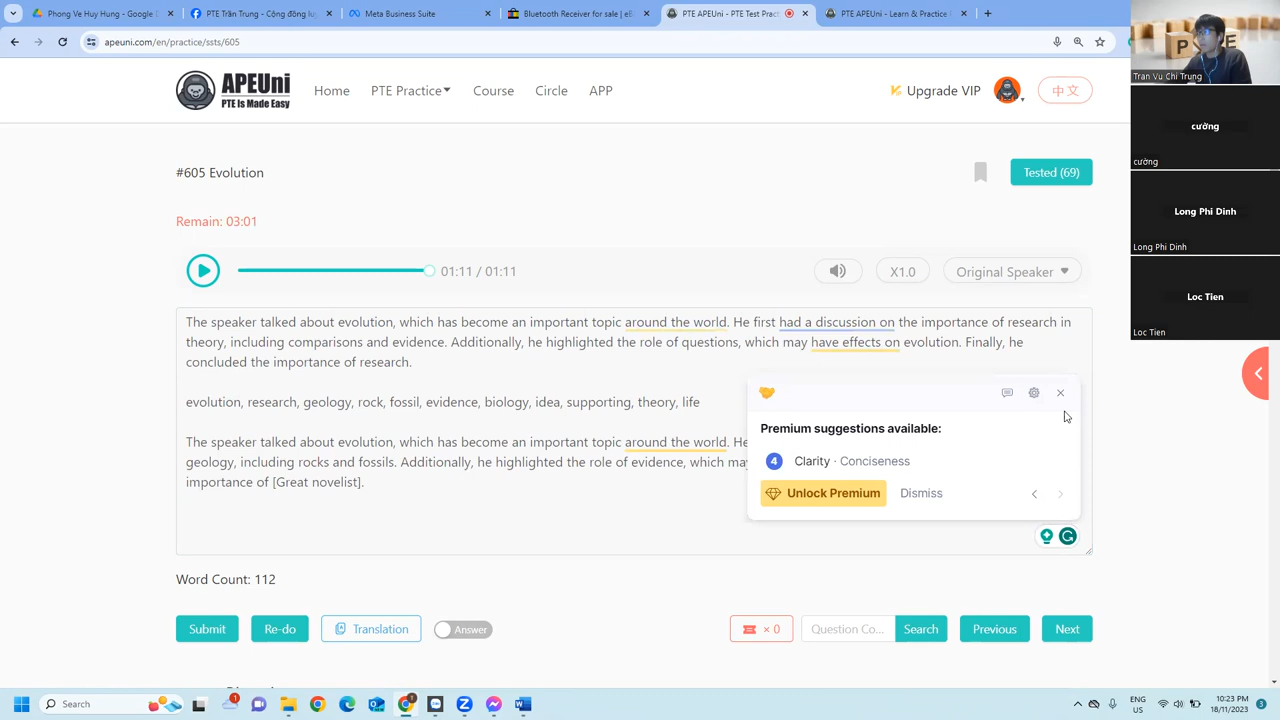 Phong Ve Huy Hung - Google D
PTE Trần Trung - Cộng đồng lu
Meta Business Suite
Bluetooth Receiver for sale | eB
PTE APEUni - PTE Test Pract
PTE APEUni - Learn & Practice
apeuni.com/en/practice/ssts/605
P E
Tran Vu Chi Trung
APEUni
PTE Is Made Easy
Home
PTE Practice
Course
Circle
APP
Upgrade VIP
中文
cường
cường
#605 Evolution
Tested (69)
Long Phi Dinh
Long Phi Dinh
Remain: 03:01
01:11 / 01:11
X1.0
Original Speaker
Loc Tien
Loc Tien
The speaker talked about evolution, which has become an important topic around the world. He first had a discussion on the importance of research in
theory, including comparisons and evidence. Additionally, he highlighted the role of questions, which may have effects on evolution. Finally, he
concluded the importance of research.
evolution, research, geology, rock, fossil, evidence, biology, idea, supporting, theory, life
The speaker talked about evolution, which has become an important topic around the world. He
geology, including rocks and fossils. Additionally, he highlighted the role of evidence, which may
importance of [Great novelist].
Premium suggestions available:
4 Clarity · Conciseness
Unlock Premium
Dismiss
Word Count: 112
Submit
Re-do
Translation
Answer
× 0
Question Co...
Search
Previous
Next
Search
1
ENG
US
10:23 PM
18/11/2023
3